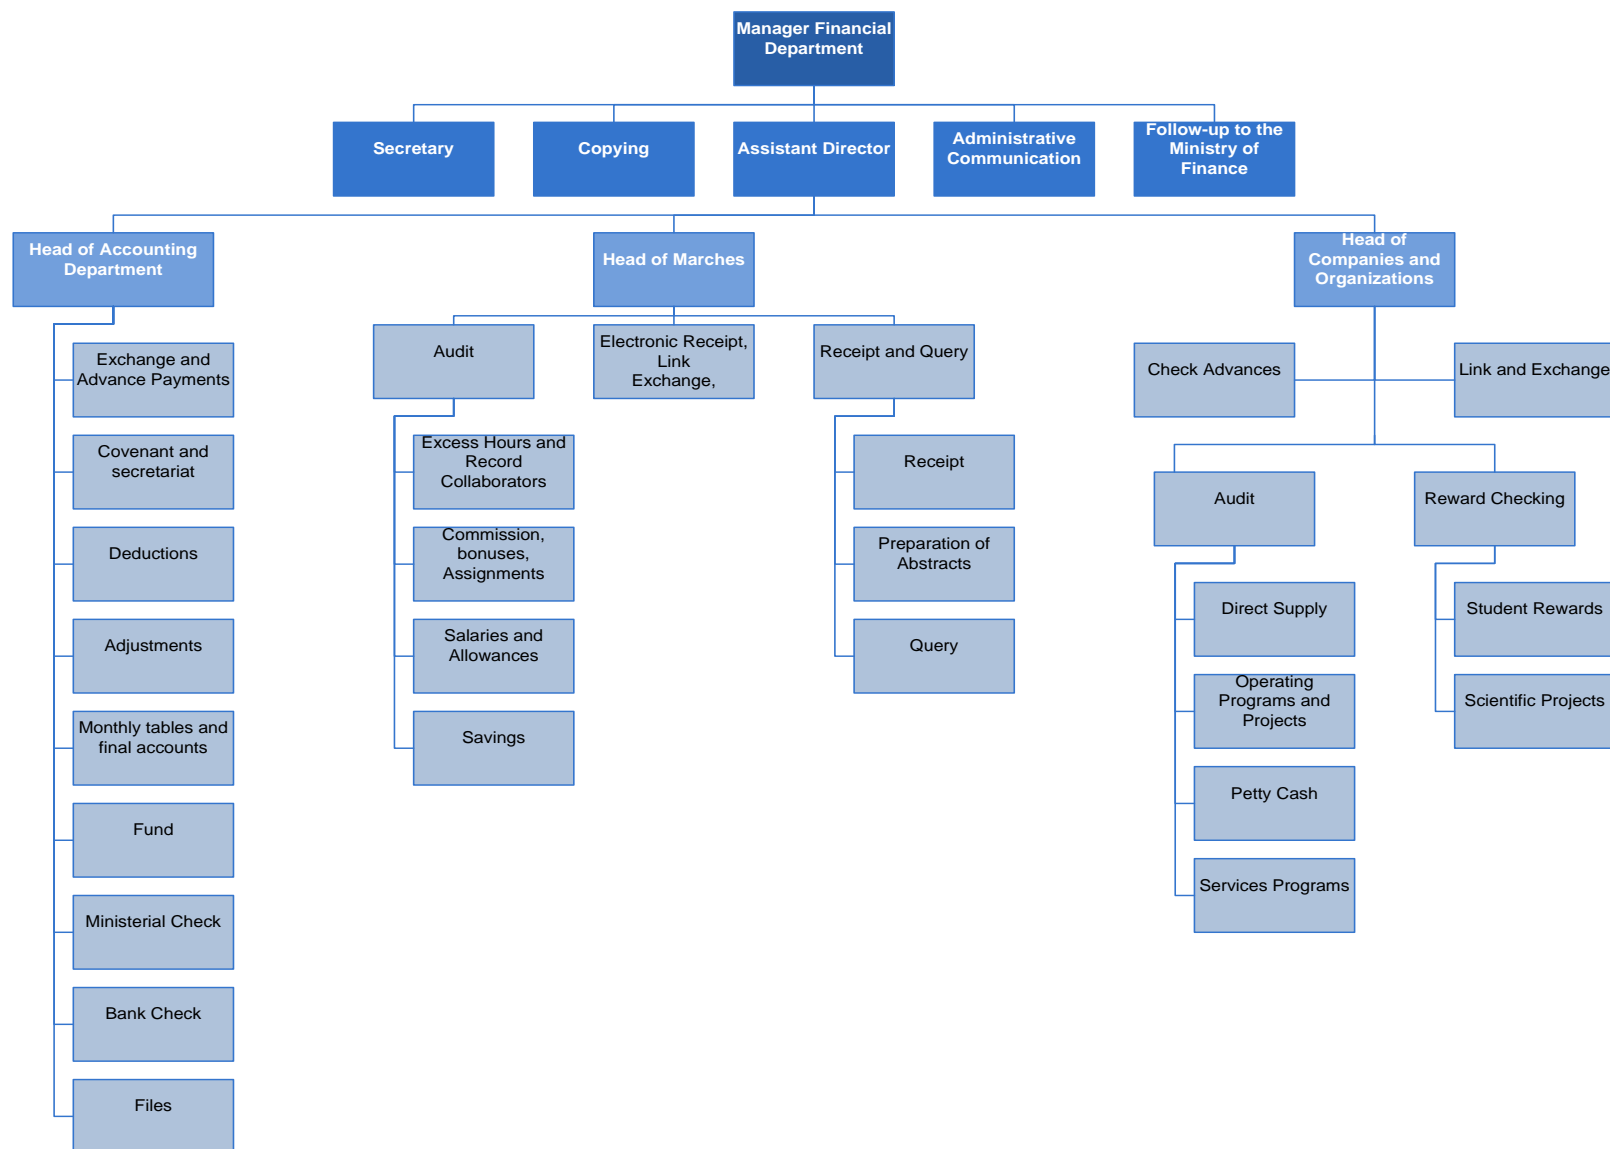 Manager Financial
Department
Secretary
Copying
Assistant Director
Administrative
Communication
Follow-up to the
Ministry of
Finance
Head of Accounting
Department
Head of Marches
Head of
Companies and
Organizations
Exchange and
Advance Payments
Covenant and
secretariat
Deductions
Adjustments
Monthly tables and
final accounts
Fund
Ministerial Check
Bank Check
Files
Audit
Electronic Receipt,
Link
Exchange,
Receipt and Query
Excess Hours and
Record
Collaborators
Commission,
bonuses,
Assignments
Salaries and
Allowances
Savings
Receipt
Preparation of
Abstracts
Query
Check Advances
Link and Exchange
Audit
Reward Checking
Direct Supply
Operating
Programs and
Projects
Petty Cash
Services Programs
Student Rewards
Scientific Projects